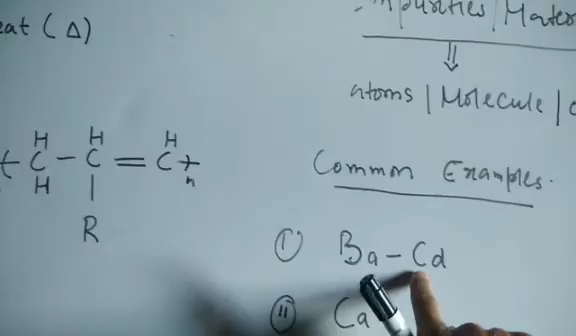 eat (Δ)
Impurities / Mater
⇓
atoms | Molecule |
H H H
( C – C = C )n
H |
R
Common Examples.
(i) Ba – Cd
(ii) Ca